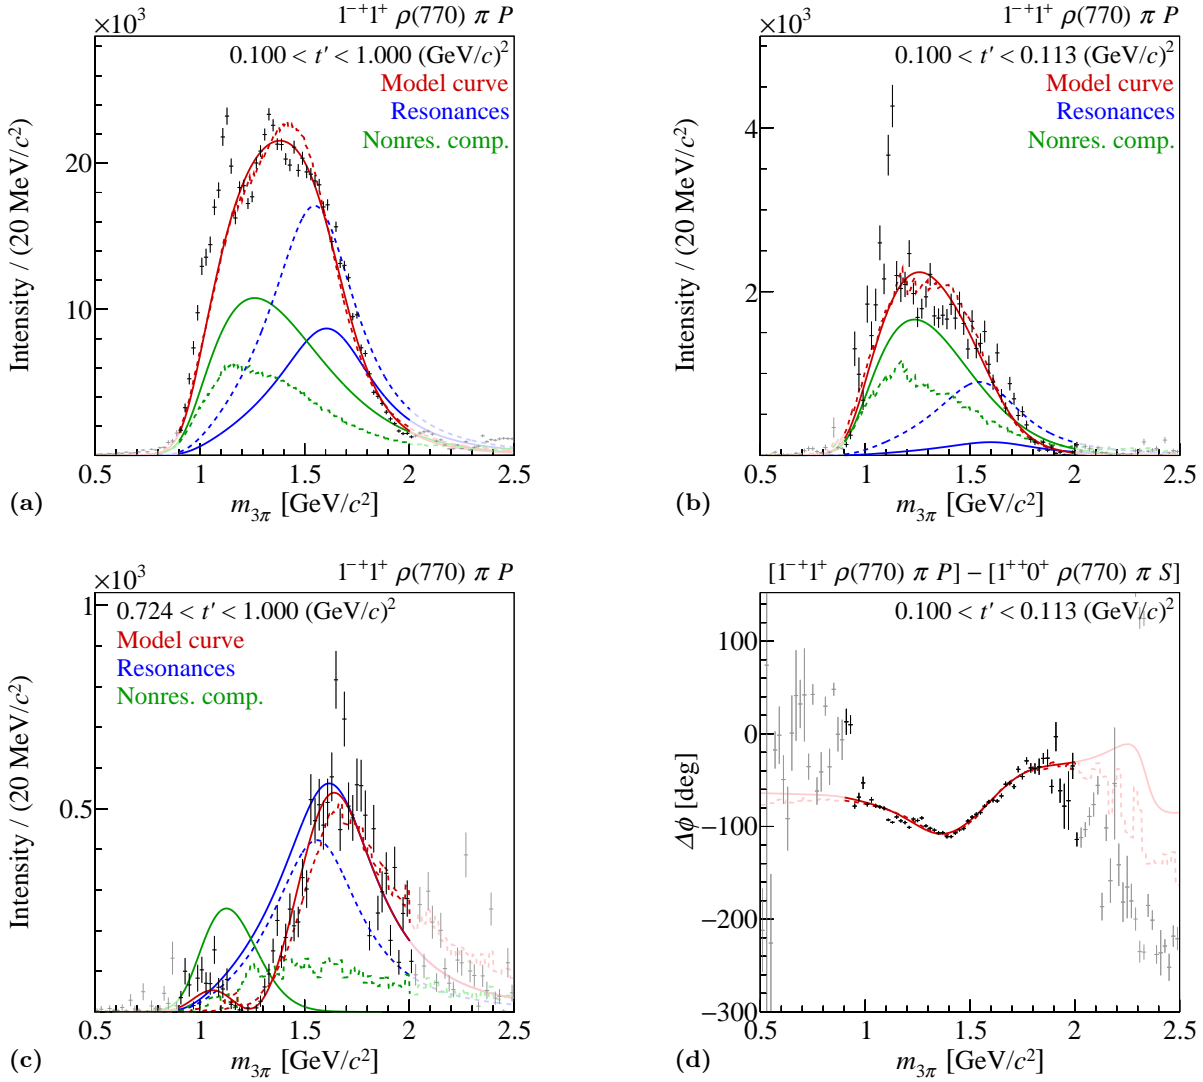 ×10³ 1⁻⁺1⁺ ρ(770) π P
0.100 < t′ < 1.000 (GeV/c)²
Model curve
Resonances
Nonres. comp.
20
10
Intensity / (20 MeV/c²)
0.5 1 1.5 2 2.5
m₃π [GeV/c²]
(a)
×10³ 1⁻⁺1⁺ ρ(770) π P
0.100 < t′ < 0.113 (GeV/c)²
Model curve
Resonances
Nonres. comp.
4
2
Intensity / (20 MeV/c²)
0.5 1 1.5 2 2.5
m₃π [GeV/c²]
(b)
×10³ 1⁻⁺1⁺ ρ(770) π P
0.724 < t′ < 1.000 (GeV/c)²
Model curve
Resonances
Nonres. comp.
1
0.5
Intensity / (20 MeV/c²)
0.5 1 1.5 2 2.5
m₃π [GeV/c²]
(c)
[1⁻⁺1⁺ ρ(770) π P] − [1⁺⁺0⁺ ρ(770) π S]
0.100 < t′ < 0.113 (GeV/c)²
100
0
−100
−200
−300
Δϕ [deg]
0.5 1 1.5 2 2.5
m₃π [GeV/c²]
(d)